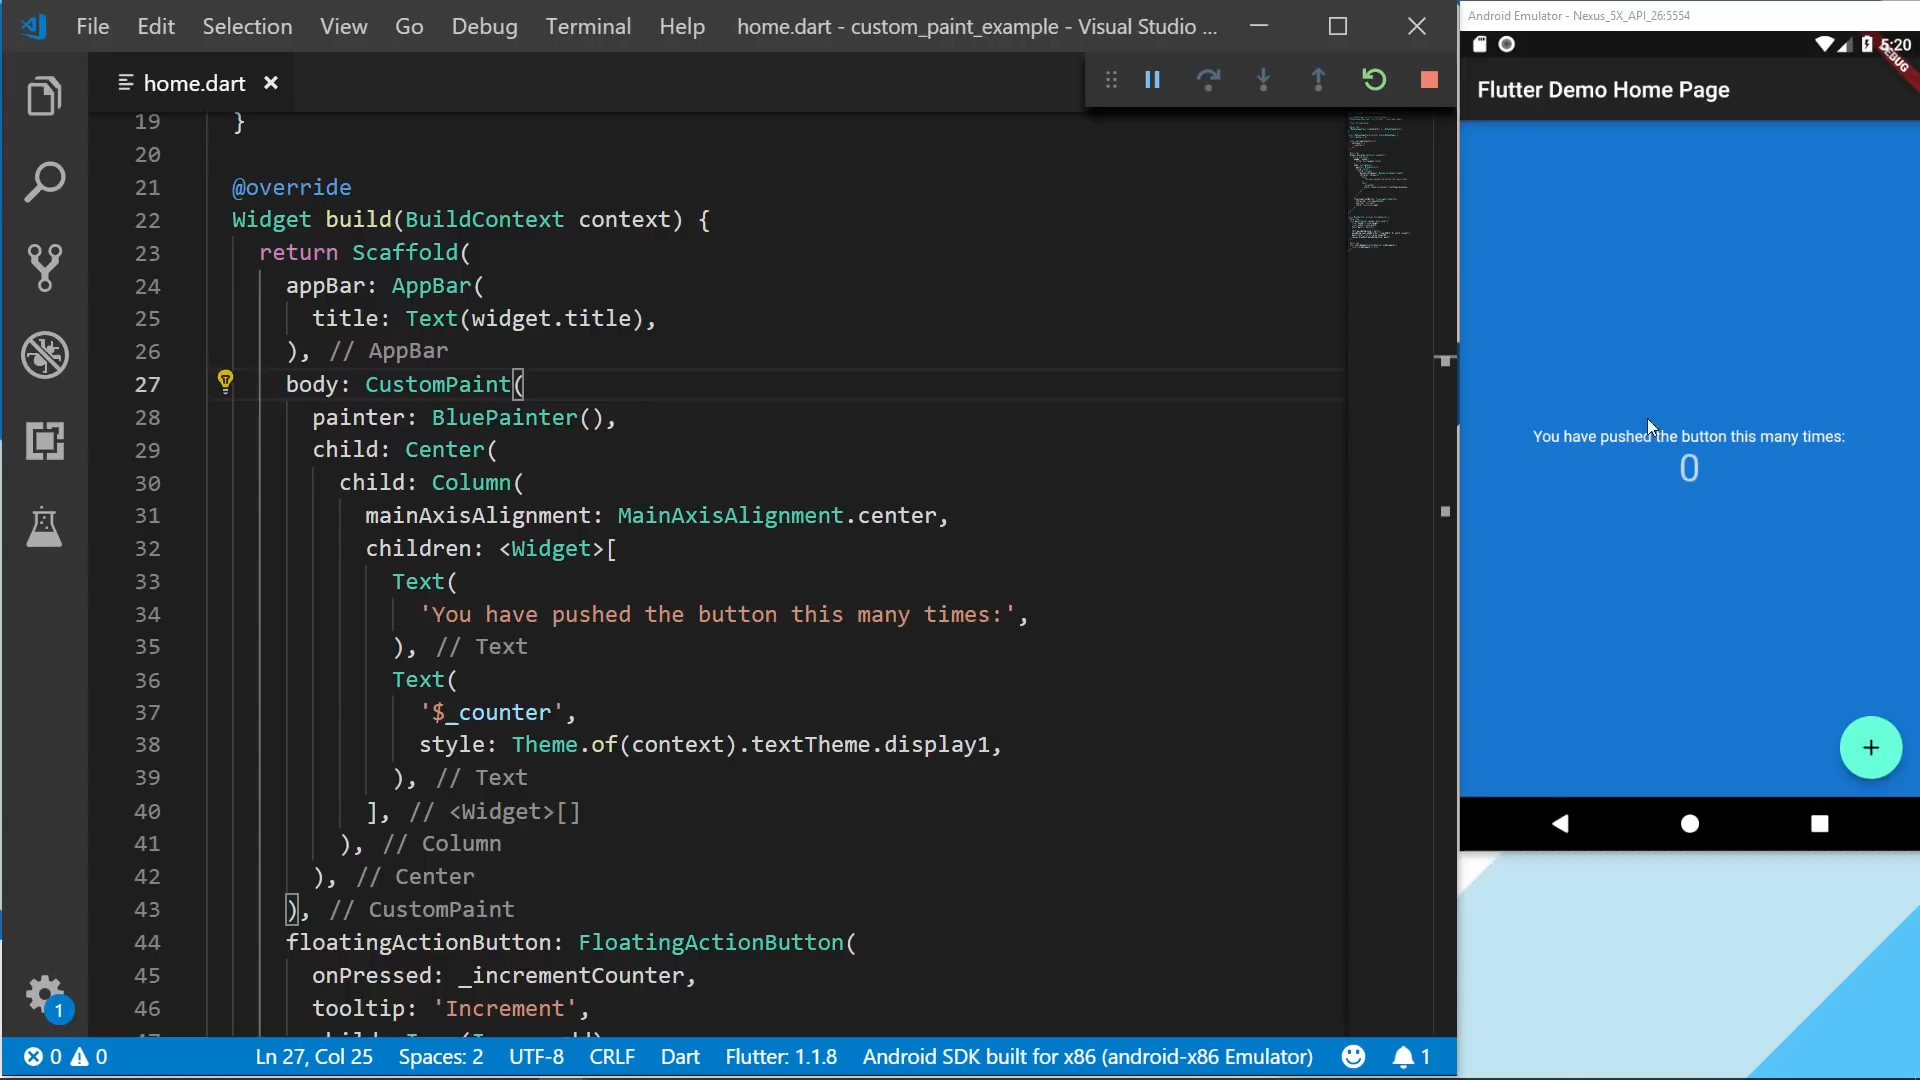 File Edit Selection View Go Debug Terminal Help home.dart - custom_paint_example - Visual Studio ...
home.dart
19 }
20
21 @override
22 Widget build(BuildContext context) {
23 return Scaffold(
24 appBar: AppBar(
25 title: Text(widget.title),
26 ), // AppBar
27 body: CustomPaint(
28 painter: BluePainter(),
29 child: Center(
30 child: Column(
31 mainAxisAlignment: MainAxisAlignment.center,
32 children: <Widget>[
33 Text(
34 'You have pushed the button this many times:',
35 ), // Text
36 Text(
37 '$_counter',
38 style: Theme.of(context).textTheme.display1,
39 ), // Text
40 ], // <Widget>[]
41 ), // Column
42 ), // Center
43 ), // CustomPaint
44 floatingActionButton: FloatingActionButton(
45 onPressed: _incrementCounter,
46 tooltip: 'Increment',
1
0 0 Ln 27, Col 25 Spaces: 2 UTF-8 CRLF Dart Flutter: 1.1.8 Android SDK built for x86 (android-x86 Emulator) 1
Android Emulator - Nexus_5X_API_26:5554
5:20
Flutter Demo Home Page
You have pushed the button this many times:
0
+